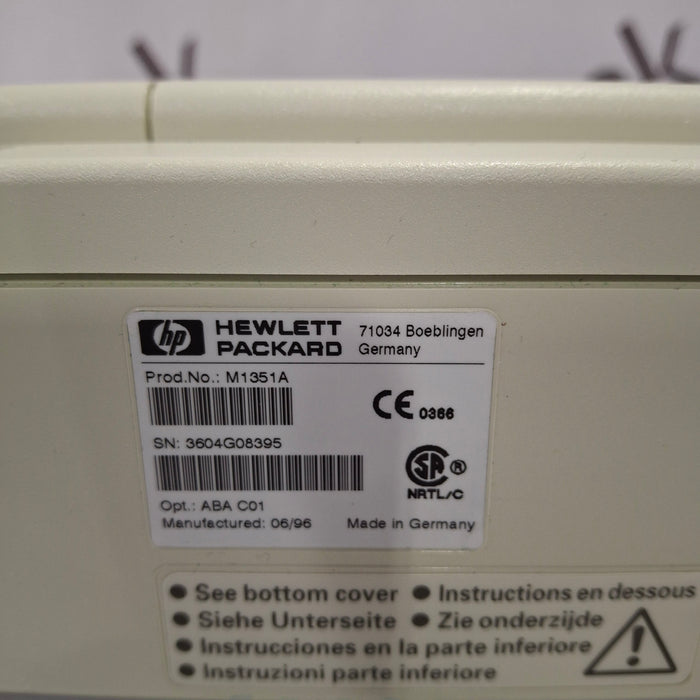 hp HEWLETT PACKARD
71034 Boeblingen
Germany
Prod.No.: M1351A
CE 0366
SN: 3604G08395
SA ®
NRTL/C
Opt.: ABA C01
Manufactured: 06/96 Made in Germany
● See bottom cover ● Instructions en dessous
● Siehe Unterseite ● Zie onderzijde
● Instrucciones en la parte inferiore
● Instruzioni parte inferiore
!